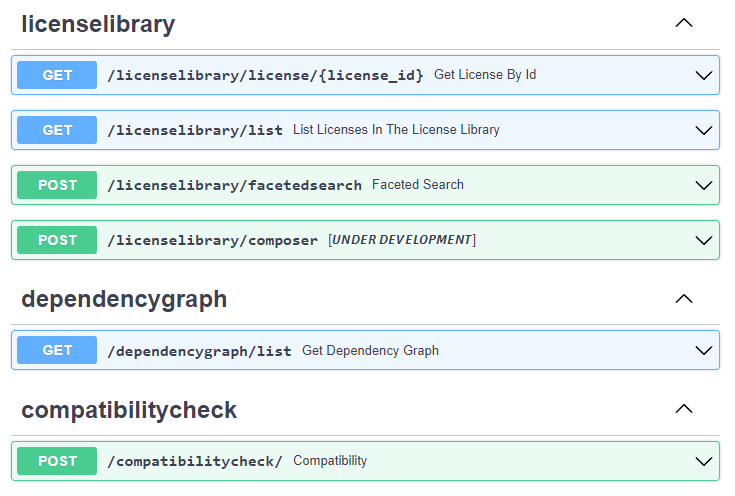 licenselibrary
GET /licenselibrary/license/{license_id} Get License By Id
GET /licenselibrary/list List Licenses In The License Library
POST /licenselibrary/facetedsearch Faceted Search
POST /licenselibrary/composer [UNDER DEVELOPMENT]
dependencygraph
GET /dependencygraph/list Get Dependency Graph
compatibilitycheck
POST /compatibilitycheck/ Compatibility